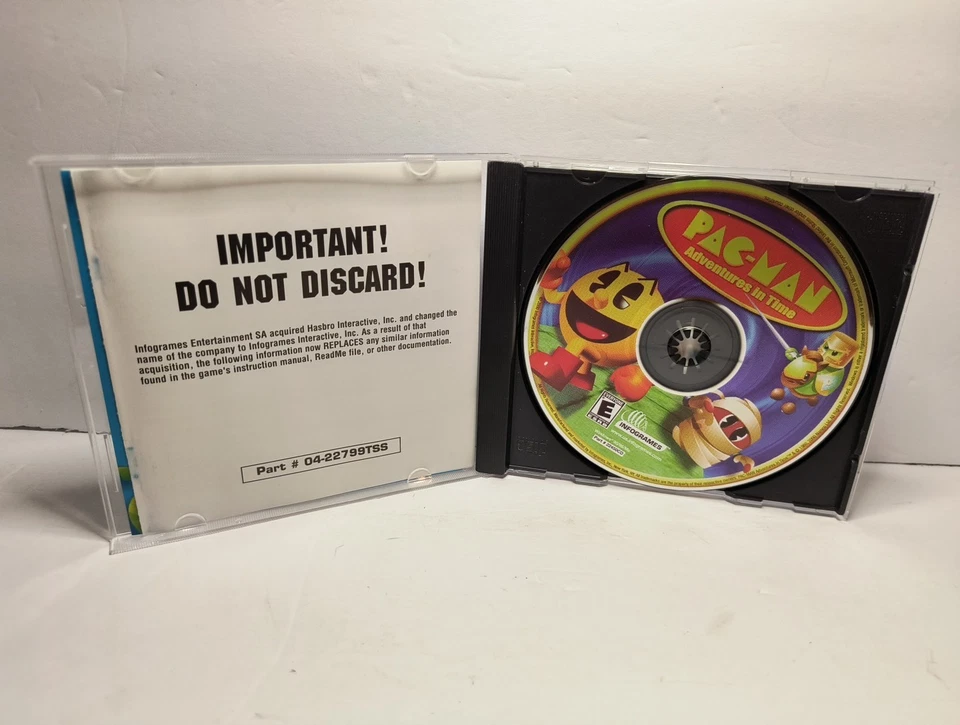 IMPORTANT!
DO NOT DISCARD!
Infogrames Entertainment SA acquired Hasbro Interactive, Inc. and changed the
name of the company to Infogrames Interactive, Inc. As a result of that
acquisition, the following information now REPLACES any similar information
found in the game's instruction manual, ReadMe file, or other documentation.
Part # 04-22799TSS
PAC-MAN
Adventures in Time
E
INFOGRAMES